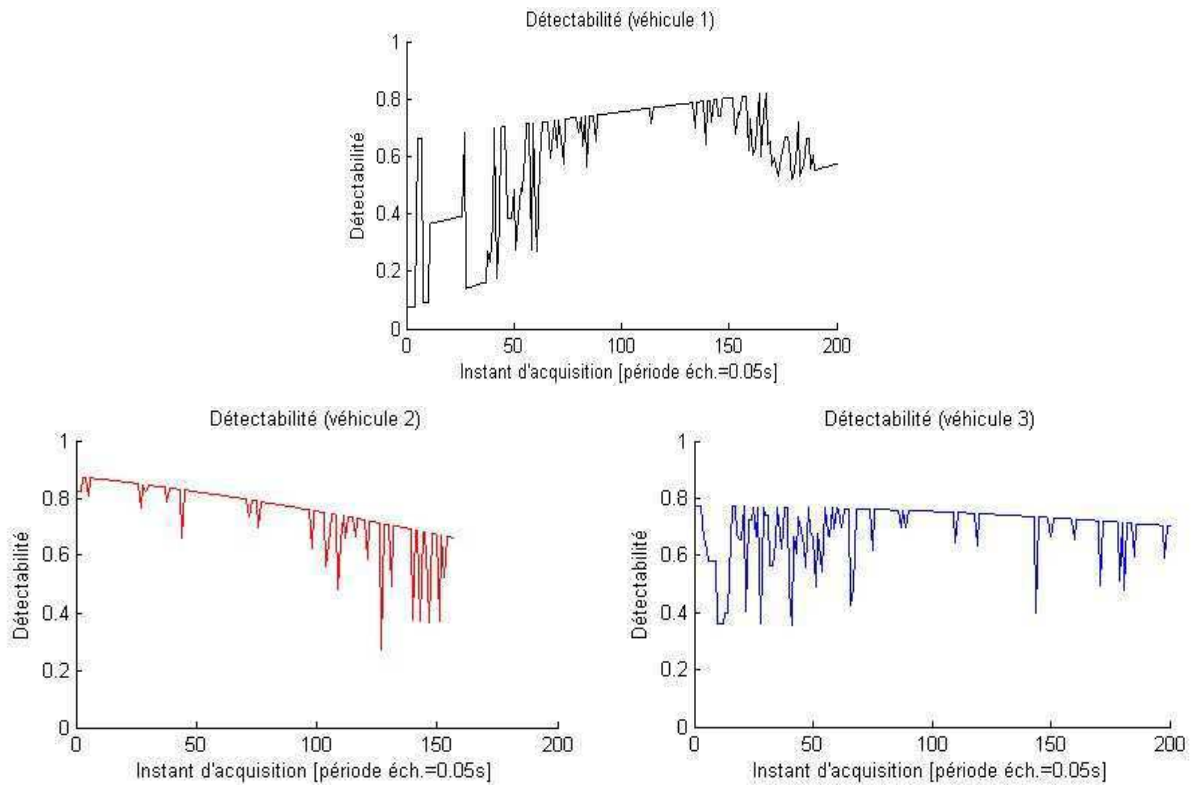 Détectabilité (véhicule 1)
1
0.8
0.6
0.4
0.2
0
Détectabilité
0 50 100 150 200
Instant d'acquisition [période éch.=0.05s]
Détectabilité (véhicule 2)
1
0.8
0.6
0.4
0.2
0
Détectabilité
0 50 100 150 200
Instant d'acquisition [période éch.=0.05s]
Détectabilité (véhicule 3)
1
0.8
0.6
0.4
0.2
0
Détectabilité
0 50 100 150 200
Instant d'acquisition [période éch.=0.05s]